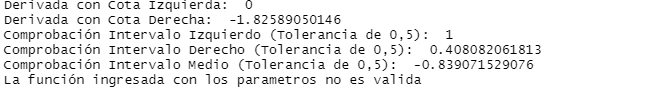 Derivada con Cota Izquierda:  0
Derivada con Cota Derecha:  -1.82589050146
Comprobación Intervalo Izquierdo (Tolerancia de 0,5):  1
Comprobación Intervalo Derecho (Tolerancia de 0,5):  0.408082061813
Comprobación Intervalo Medio (Tolerancia de 0,5):  -0.839071529076
La función ingresada con los parametros no es valida